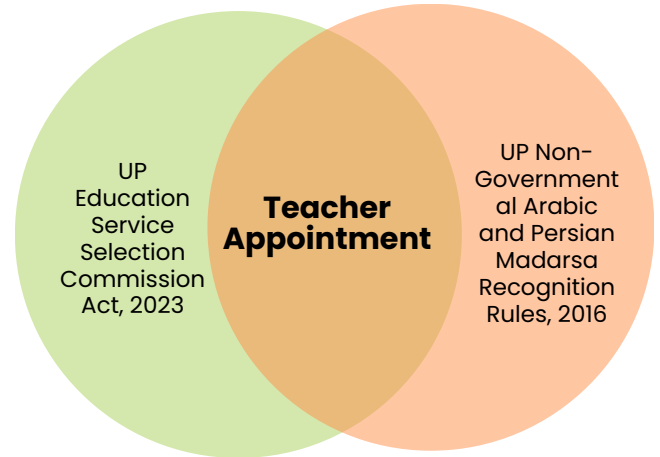 UP
Education
Service
Selection
Commission
Act, 2023
Teacher
Appointment
UP Non-
Government
al Arabic
and Persian
Madarsa
Recognition
Rules, 2016